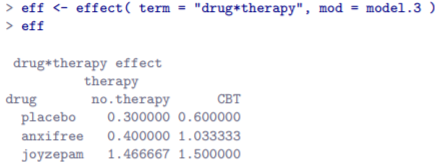 > eff <- effect( term = "drug*therapy", mod = model.3 )
> eff
drug*therapy effect
therapy
drug no.therapy CBT
placebo 0.300000 0.600000
anxifree 0.400000 1.033333
joyzepam 1.466667 1.500000